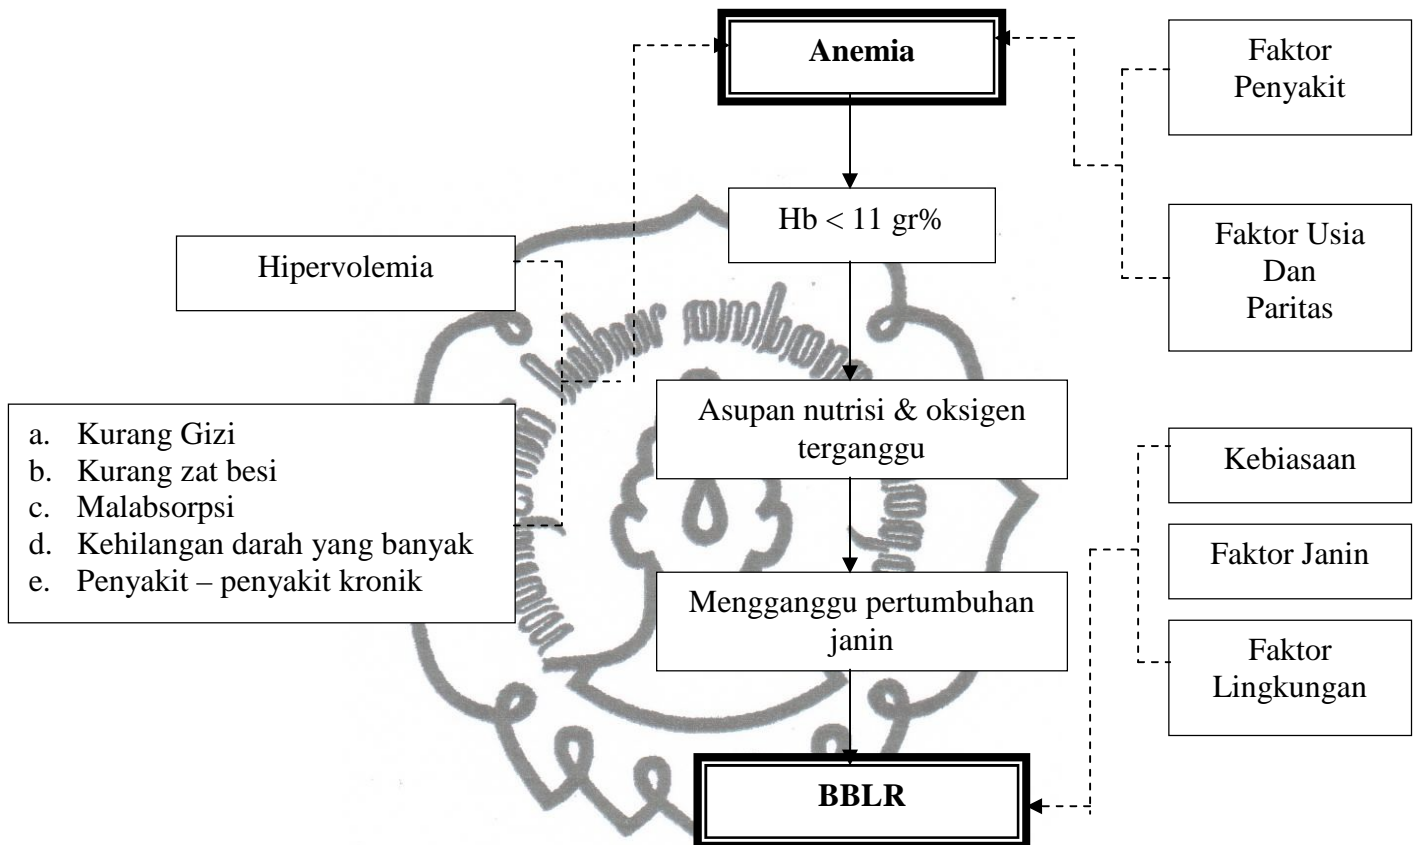 Anemia
Faktor
Penyakit
Hb < 11 gr%
Faktor Usia
Dan
Paritas
Hipervolemia
Asupan nutrisi & oksigen
terganggu
a. Kurang Gizi
b. Kurang zat besi
c. Malabsorpsi
d. Kehilangan darah yang banyak
e. Penyakit – penyakit kronik
Kebiasaan
Faktor Janin
Mengganggu pertumbuhan
janin
Faktor
Lingkungan
BBLR